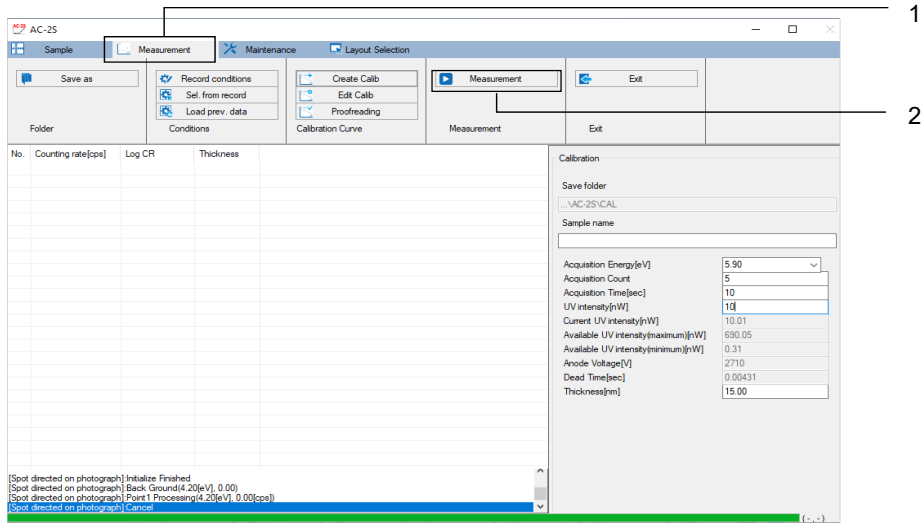 1
AC-2S AC-2S
Sample Measurement Maintenance Layout Selection
Save as Record conditions Create Calib Measurement Exit
Sel. from record Edit Calib
2
Load prev. data Proofreading
Folder Conditions Calibration Curve Measurement Exit
No. Counting rate[cps] Log CR Thickness
Calibration
Save folder
...\AC-2S\CAL
Sample name
Acquisition Energy[eV] 5.90
Acquisition Count 5
Acquisition Time[sec] 10
UV intensity[nW] 10
Current UV intensity[nW] 10.01
Available UV intensity(maximum)[nW] 690.05
Available UV intensity(minimum)[nW] 0.31
Anode Voltage[V] 2710
Dead Time[sec] 0.00431
Thickness[nm] 15.00
[Spot directed on photograph]:Initialize Finished
[Spot directed on photograph]:Back Ground(4.20[eV], 0.00)
[Spot directed on photograph]:Point1 Processing(4.20[eV], 0.00[cps])
[Spot directed on photograph]:Cancel
( - , - )